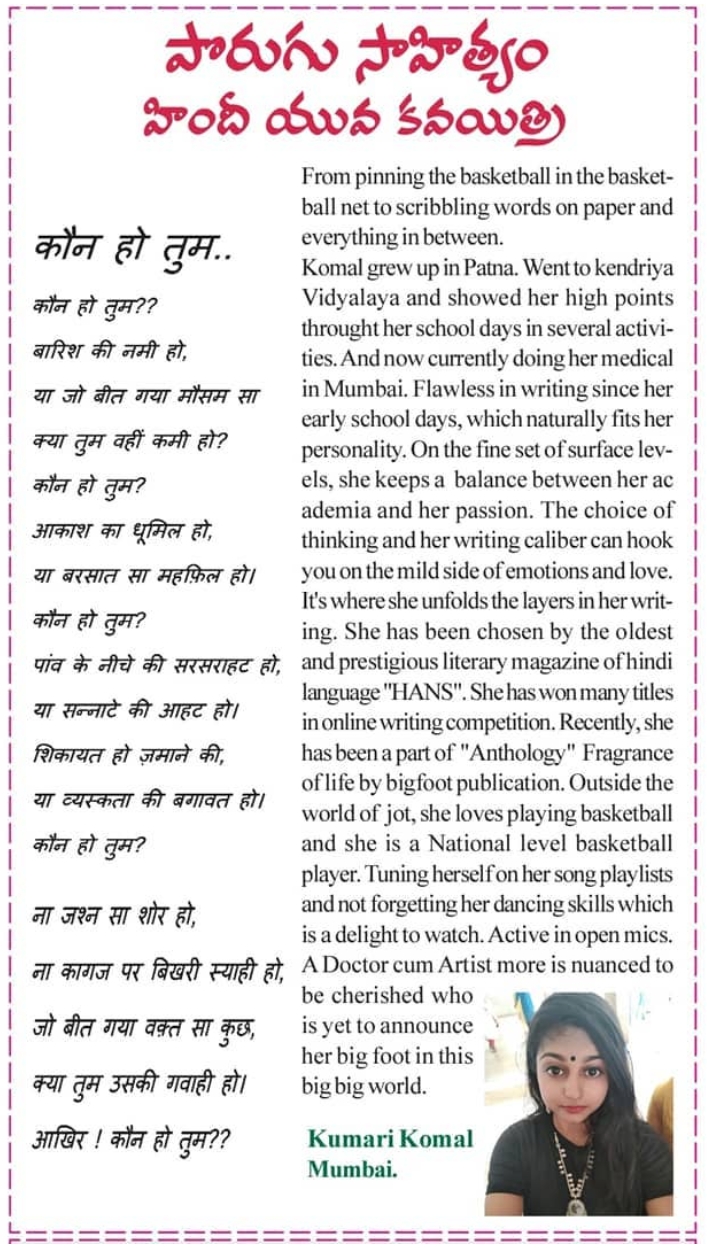 పొరుగు సాహిత్యం
హిందీ యువ కవయిత్రి
कौन हो तुम..
कौन हो तुम??
बारिश की नमी हो,
या जो बीत गया मौसम सा
क्या तुम वहीं कमी हो?
कौन हो तुम?
आकाश का धूमिल हो,
या बरसात सा महफ़िल हो।
कौन हो तुम?
पांव के नीचे की सरसराहट हो,
या सन्नाटे की आहट हो।
शिकायत हो ज़माने की,
या व्यस्कता की बगावत हो।
कौन हो तुम?
ना जश्न सा शोर हो,
ना कागज पर बिखरी स्याही हो,
जो बीत गया वक़्त सा कुछ,
क्या तुम उसकी गवाही हो।
आखिर ! कौन हो तुम??
From pinning the basketball in the basket-
ball net to scribbling words on paper and
everything in between.
Komal grew up in Patna. Went to kendriya
Vidyalaya and showed her high points
throught her school days in several activi-
ties. And now currently doing her medical
in Mumbai. Flawless in writing since her
early school days, which naturally fits her
personality. On the fine set of surface lev-
els, she keeps a balance between her ac
ademia and her passion. The choice of
thinking and her writing caliber can hook
you on the mild side of emotions and love.
It's where she unfolds the layers in her writ-
ing. She has been chosen by the oldest
and prestigious literary magazine of hindi
language "HANS". She has won many titles
in online writing competition. Recently, she
has been a part of "Anthology" Fragrance
of life by bigfoot publication. Outside the
world of jot, she loves playing basketball
and she is a National level basketball
player. Tuning herself on her song playlists
and not forgetting her dancing skills which
is a delight to watch. Active in open mics.
A Doctor cum Artist more is nuanced to
be cherished who
is yet to announce
her big foot in this
big big world.
Kumari Komal
Mumbai.